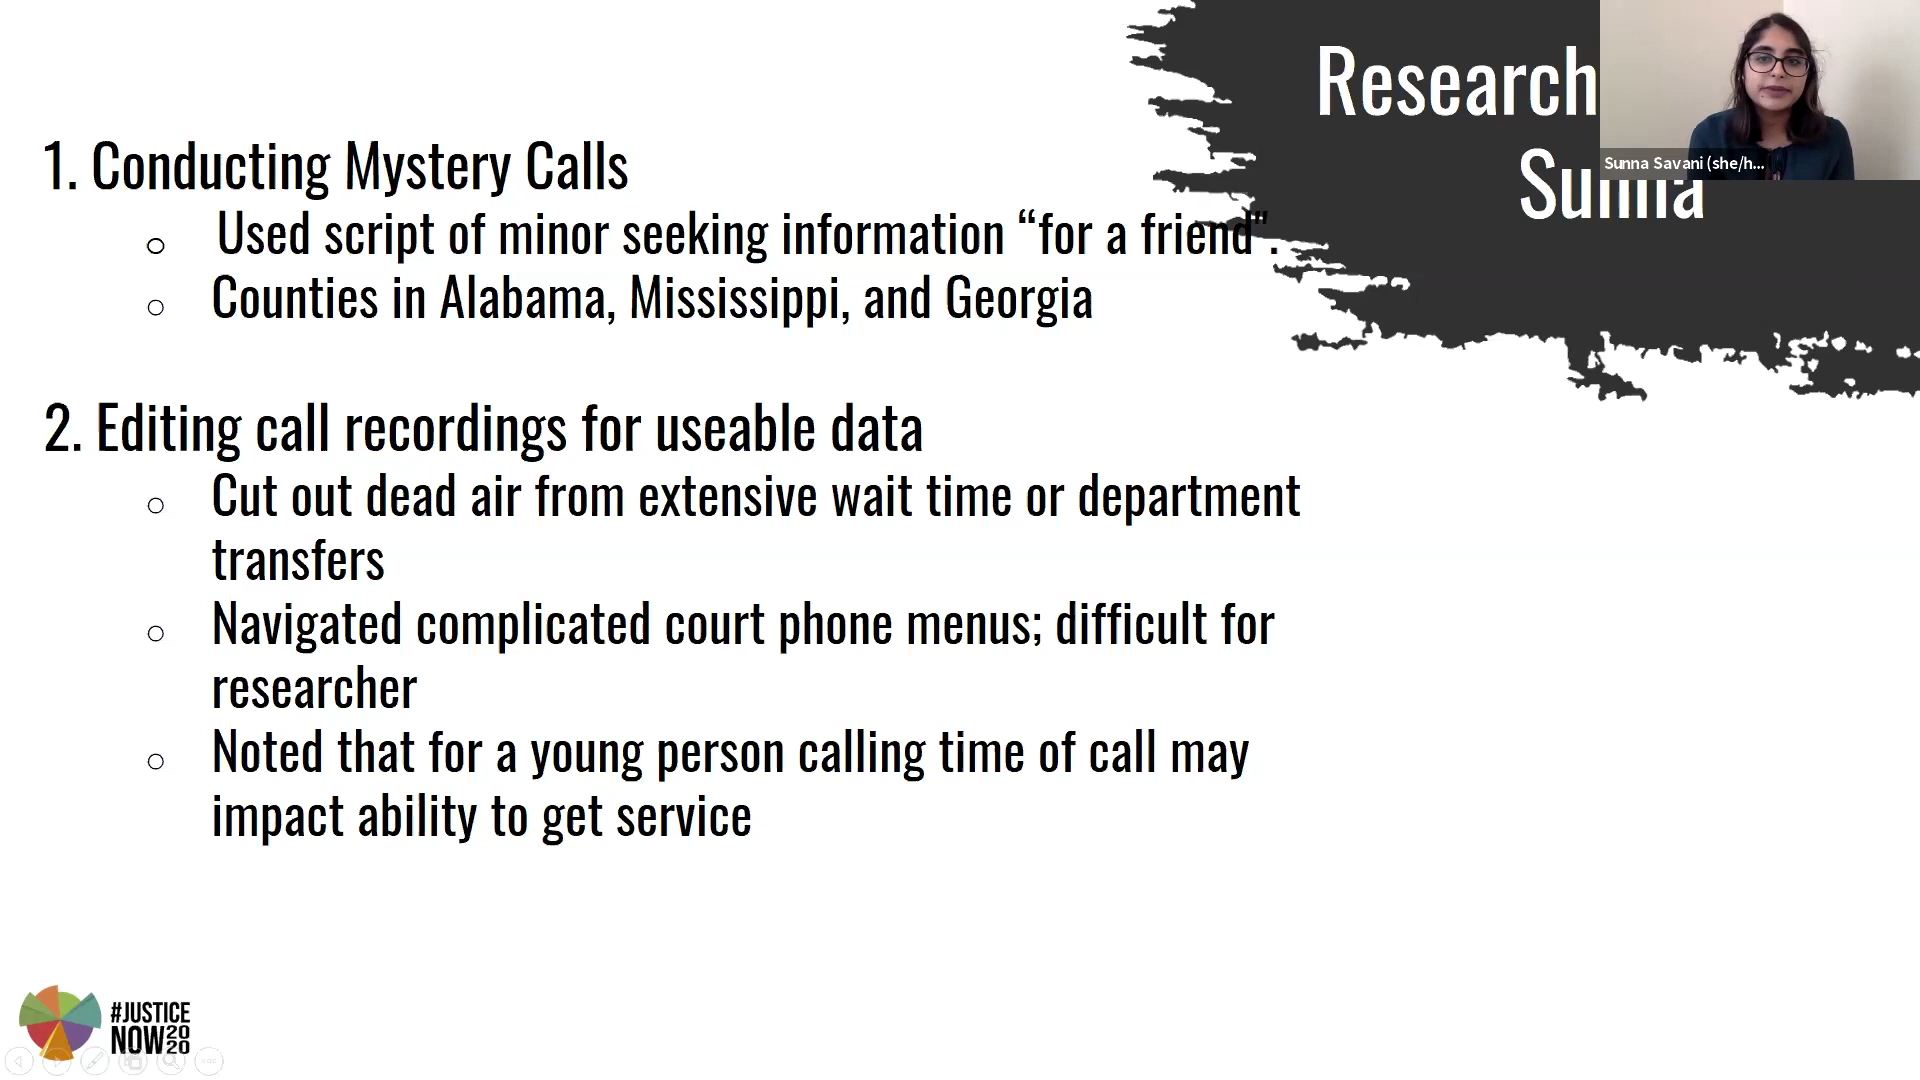 Research
Sunna
Sunna Savani (she/h...
1. Conducting Mystery Calls
○ Used script of minor seeking information “for a friend".
○ Counties in Alabama, Mississippi, and Georgia
2. Editing call recordings for useable data
○ Cut out dead air from extensive wait time or department
transfers
○ Navigated complicated court phone menus; difficult for
researcher
○ Noted that for a young person calling time of call may
impact ability to get service
#JUSTICE
NOW2020